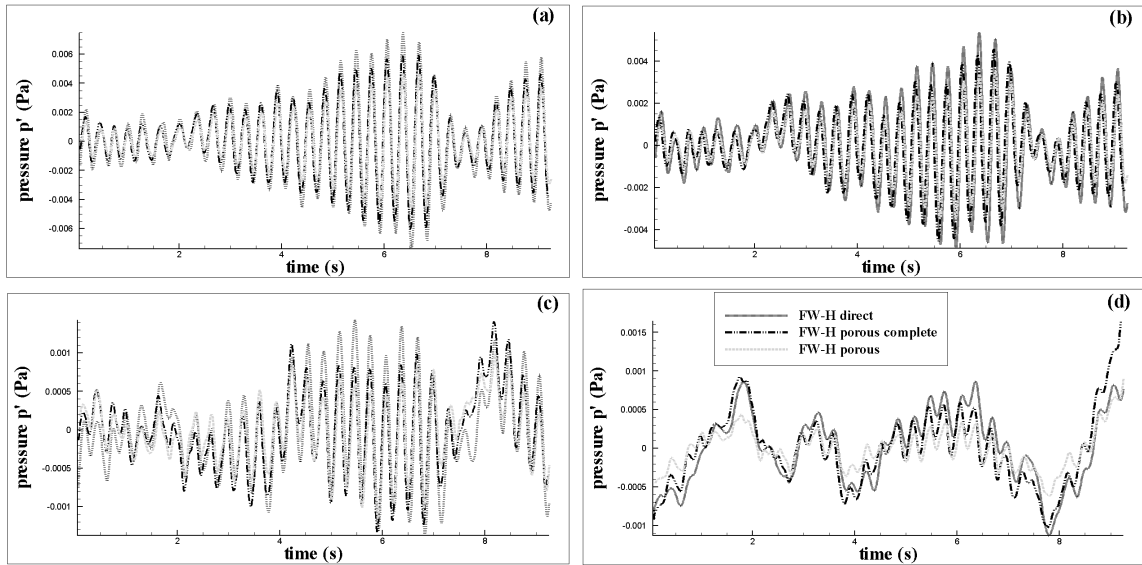 (a)
pressure p' (Pa)
0.006
0.004
0.002
0
-0.002
-0.004
-0.006
2 4 6 8
time (s)
(b)
pressure p' (Pa)
0.004
0.002
0
-0.002
-0.004
2 4 6 8
time (s)
(c)
pressure p' (Pa)
0.001
0.0005
0
-0.0005
-0.001
2 4 6 8
time (s)
(d)
FW-H direct
FW-H porous complete
FW-H porous
pressure p' (Pa)
0.0015
0.001
0.0005
0
-0.0005
-0.001
2 4 6 8
time (s)